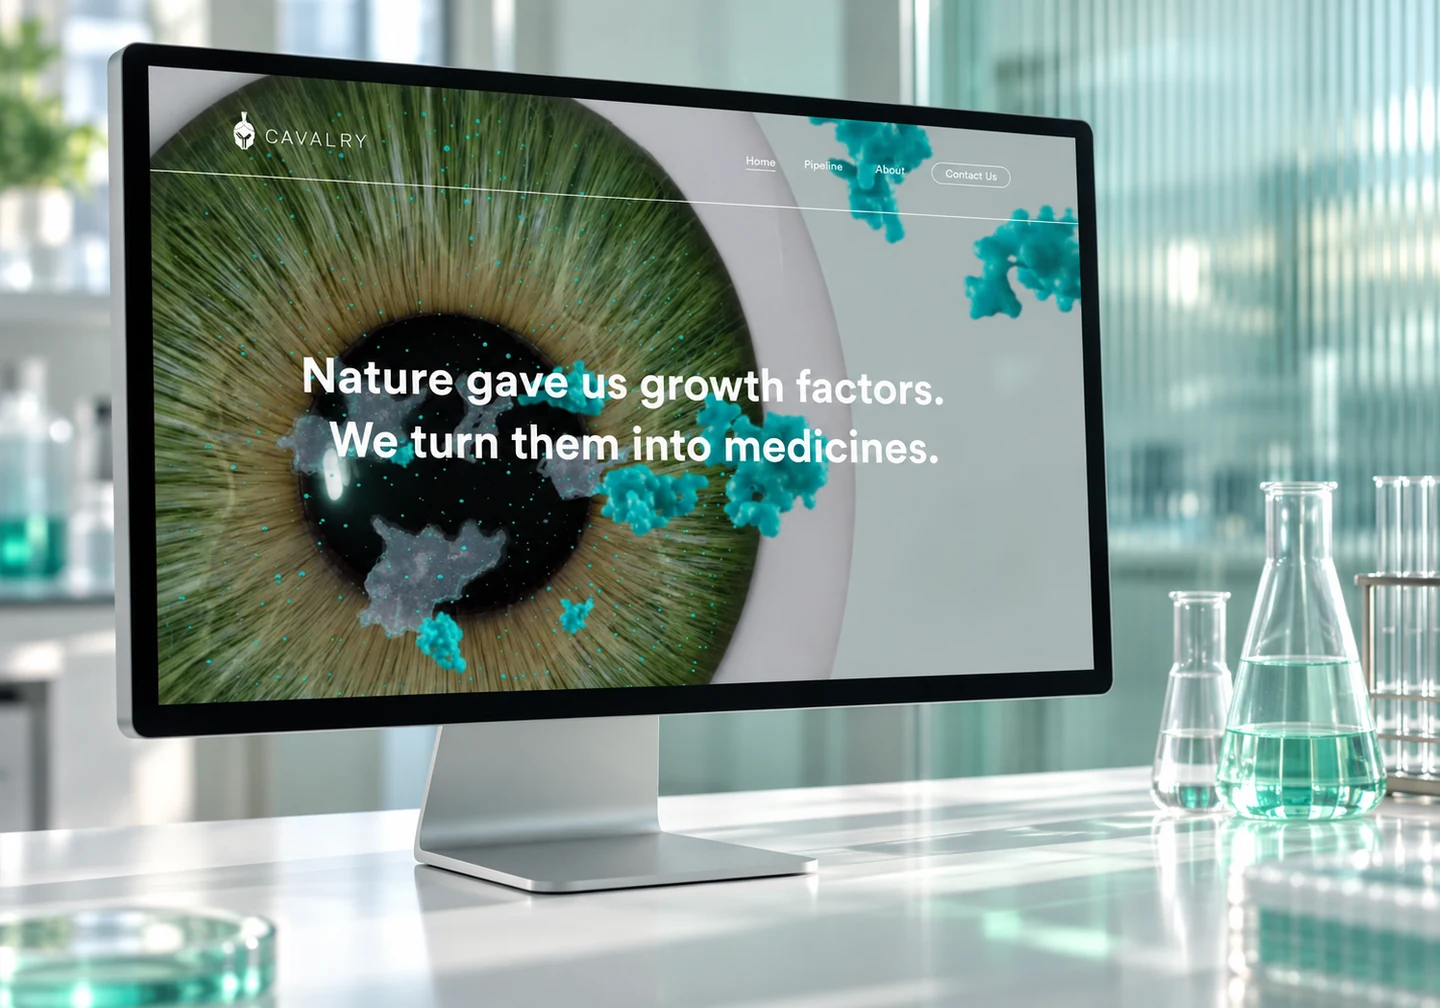 CAVALRY
Home
Pipeline
About
Contact Us
Nature gave us growth factors.
We turn them into medicines.